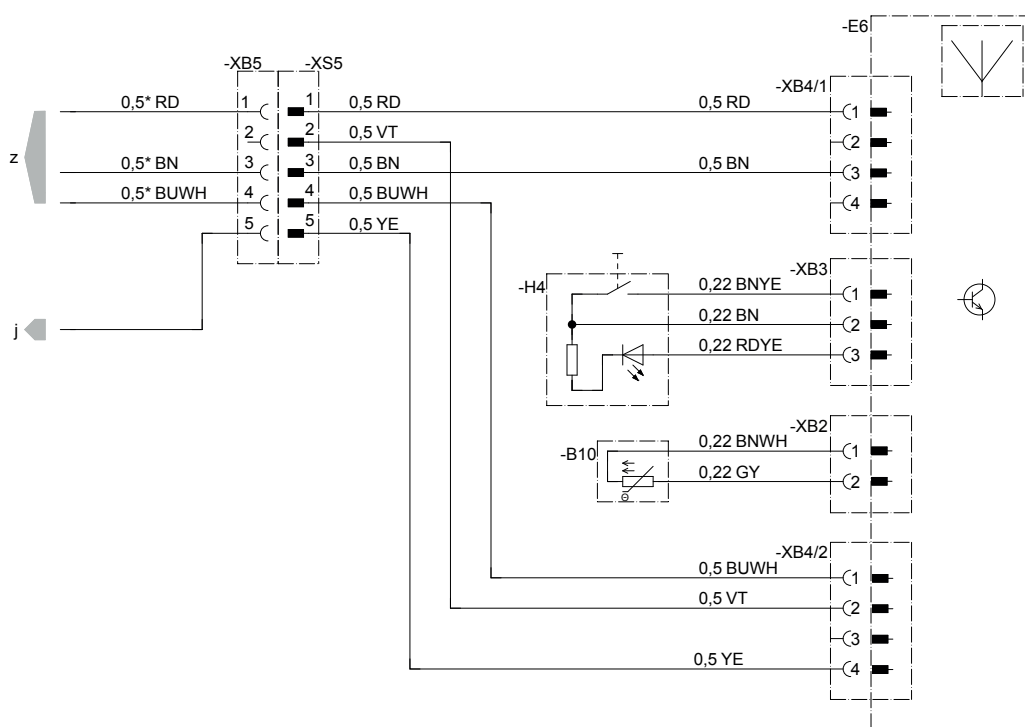 -E6
-XB5 -XS5
-XB4/1
0,5* RD 1 1 0,5 RD 0,5 RD 1
2 2 0,5 VT 2
z
0,5* BN 3 3 0,5 BN 0,5 BN 3
0,5* BUWH 4 4 0,5 BUWH 4
5 5 0,5 YE
-XB3
-H4 0,22 BNYE 1
0,22 BN 2
j
0,22 RDYE 3
-XB2
-B10 0,22 BNWH 1
0,22 GY 2
-XB4/2
0,5 BUWH 1
0,5 VT 2
3
0,5 YE 4